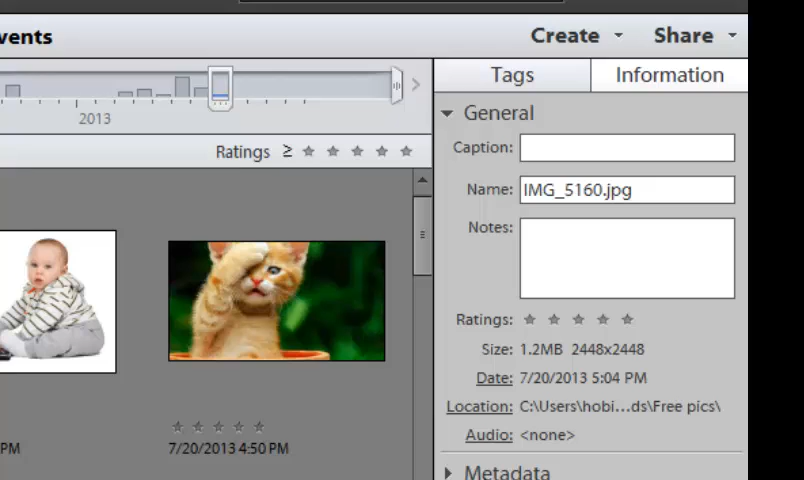 vents
Create Share
Tags Information
2013
General
Ratings ≥
Caption:
Name: IMG_5160.jpg
Notes:
Ratings:
Size: 1.2MB 2448x2448
Date: 7/20/2013 5:04 PM
Location: C:\Users\hobi...ds\Free pics\
Audio: <none>
PM 7/20/2013 4:50 PM
Metadata